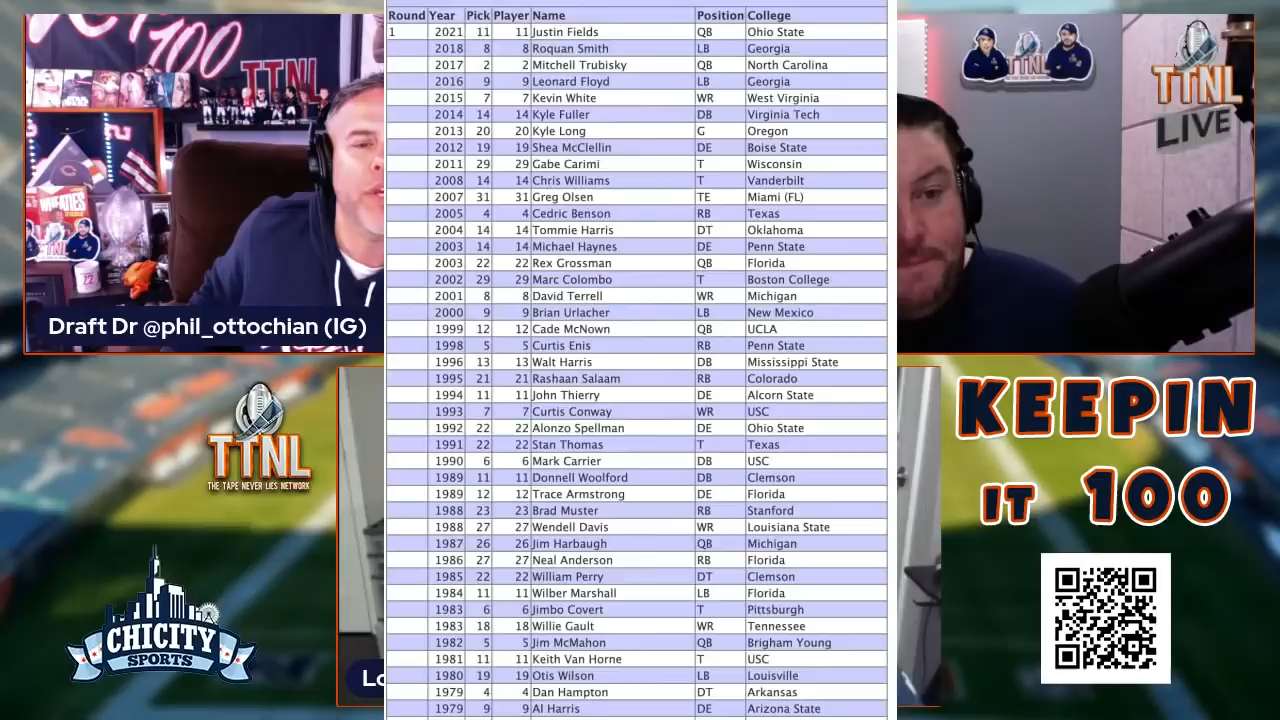 100
TTNL
WHEATIES
Draft Dr @phil_ottochian (IG)
TTNL
THE TAPE NEVER LIES NETWORK
CHICITY
SPORTS
Lo
Round Year Pick Player Name Position College
1 2021 11 11 Justin Fields QB Ohio State
2018 8 8 Roquan Smith LB Georgia
2017 2 2 Mitchell Trubisky QB North Carolina
2016 9 9 Leonard Floyd LB Georgia
2015 7 7 Kevin White WR West Virginia
2014 14 14 Kyle Fuller DB Virginia Tech
2013 20 20 Kyle Long G Oregon
2012 19 19 Shea McClellin DE Boise State
2011 29 29 Gabe Carimi T Wisconsin
2008 14 14 Chris Williams T Vanderbilt
2007 31 31 Greg Olsen TE Miami (FL)
2005 4 4 Cedric Benson RB Texas
2004 14 14 Tommie Harris DT Oklahoma
2003 14 14 Michael Haynes DE Penn State
2003 22 22 Rex Grossman QB Florida
2002 29 29 Marc Colombo T Boston College
2001 8 8 David Terrell WR Michigan
2000 9 9 Brian Urlacher LB New Mexico
1999 12 12 Cade McNown QB UCLA
1998 5 5 Curtis Enis RB Penn State
1996 13 13 Walt Harris DB Mississippi State
1995 21 21 Rashaan Salaam RB Colorado
1994 11 11 John Thierry DE Alcorn State
1993 7 7 Curtis Conway WR USC
1992 22 22 Alonzo Spellman DE Ohio State
1991 22 22 Stan Thomas T Texas
1990 6 6 Mark Carrier DB USC
1989 11 11 Donnell Woolford DB Clemson
1989 12 12 Trace Armstrong DE Florida
1988 23 23 Brad Muster RB Stanford
1988 27 27 Wendell Davis WR Louisiana State
1987 26 26 Jim Harbaugh QB Michigan
1986 27 27 Neal Anderson RB Florida
1985 22 22 William Perry DT Clemson
1984 11 11 Wilber Marshall LB Florida
1983 6 6 Jimbo Covert T Pittsburgh
1983 18 18 Willie Gault WR Tennessee
1982 5 5 Jim McMahon QB Brigham Young
1981 11 11 Keith Van Horne T USC
1980 19 19 Otis Wilson LB Louisville
1979 4 4 Dan Hampton DT Arkansas
1979 9 9 Al Harris DE Arizona State
TTNL
TTNL
LIVE
KEEPIN
IT 100